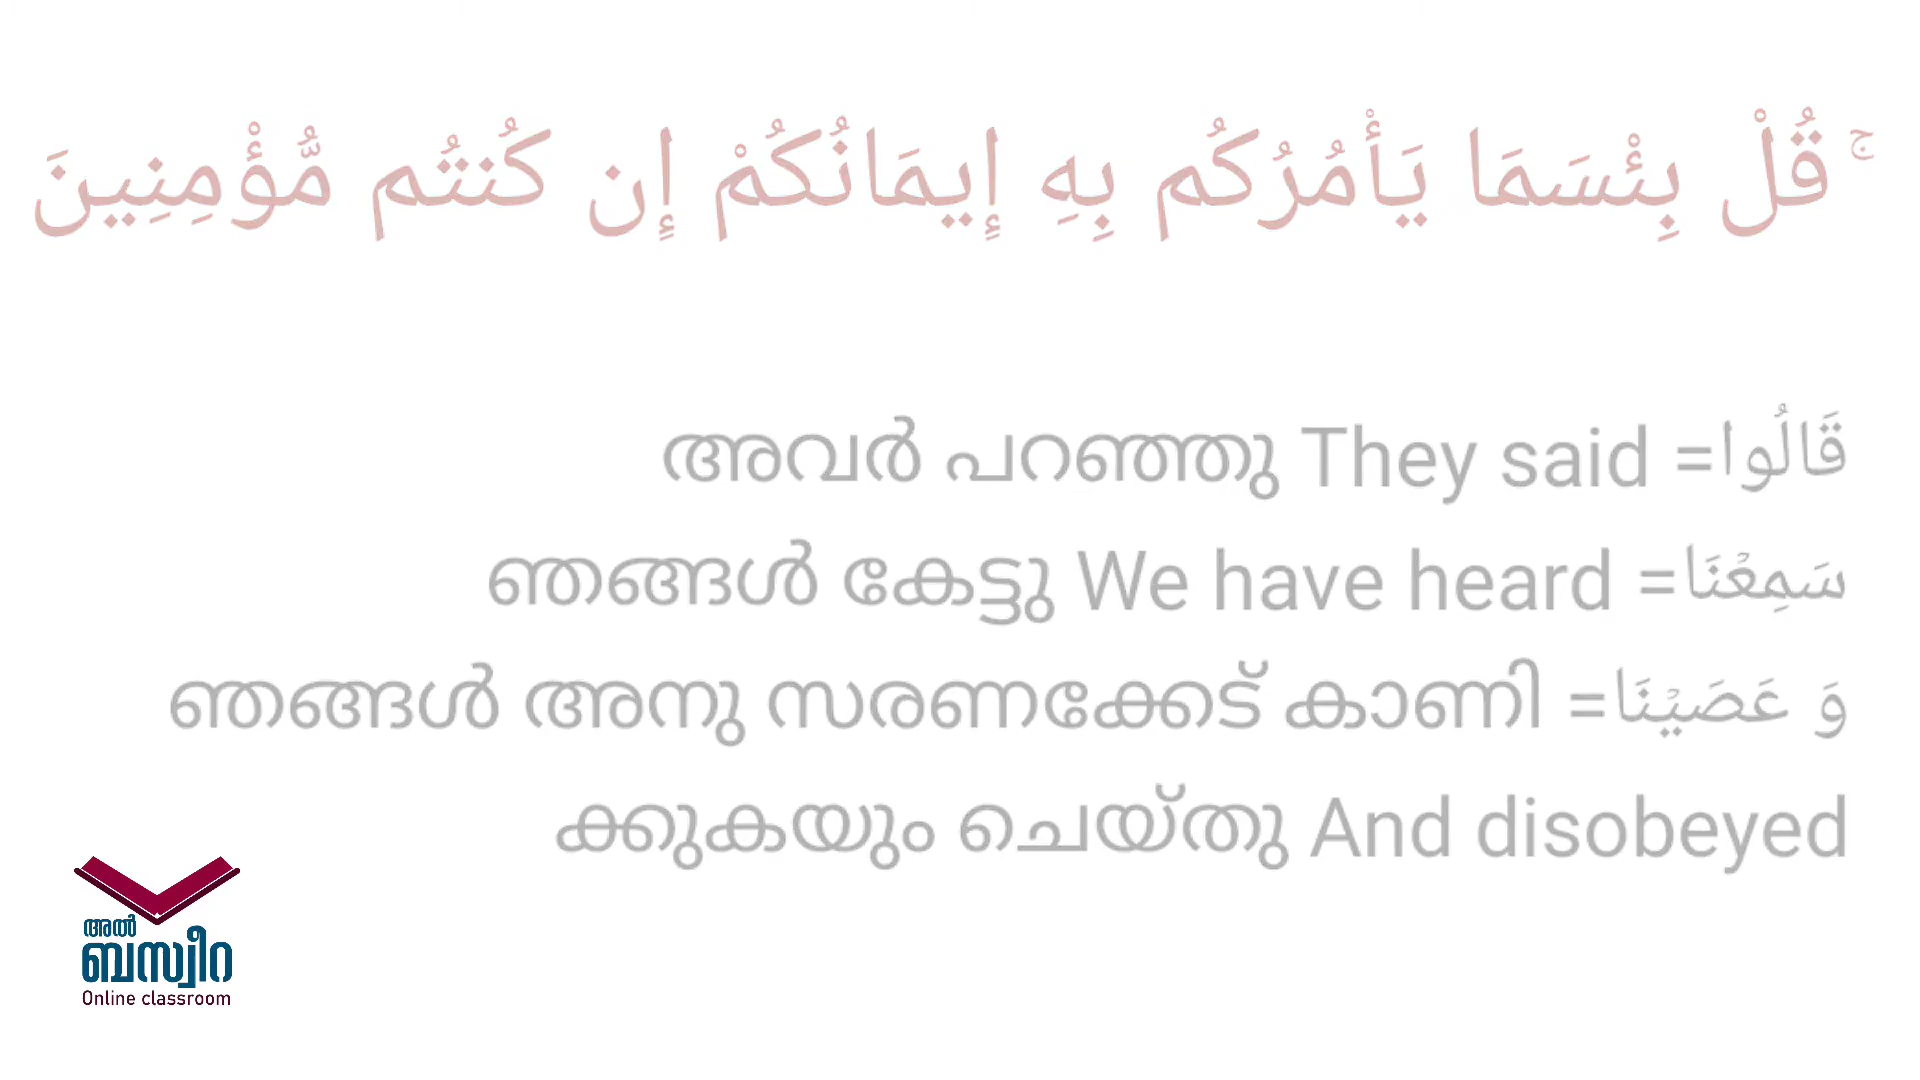 ۚ قُلْ بِئْسَمَا يَأْمُرُكُم بِهِ إِيمَانُكُمْ إِن كُنتُم مُّؤْمِنِينَ
قَالُوا= They said അവർ പറഞ്ഞു
سَمِعْنَا= We have heard ഞങ്ങൾ കേട്ടു
وَ عَصَيْنَا= ഞങ്ങൾ അനു സരണക്കേട് കാണി
ക്കുകയും ചെയ്തു And disobeyed
അൽ
ബസ്വീറ
Online classroom